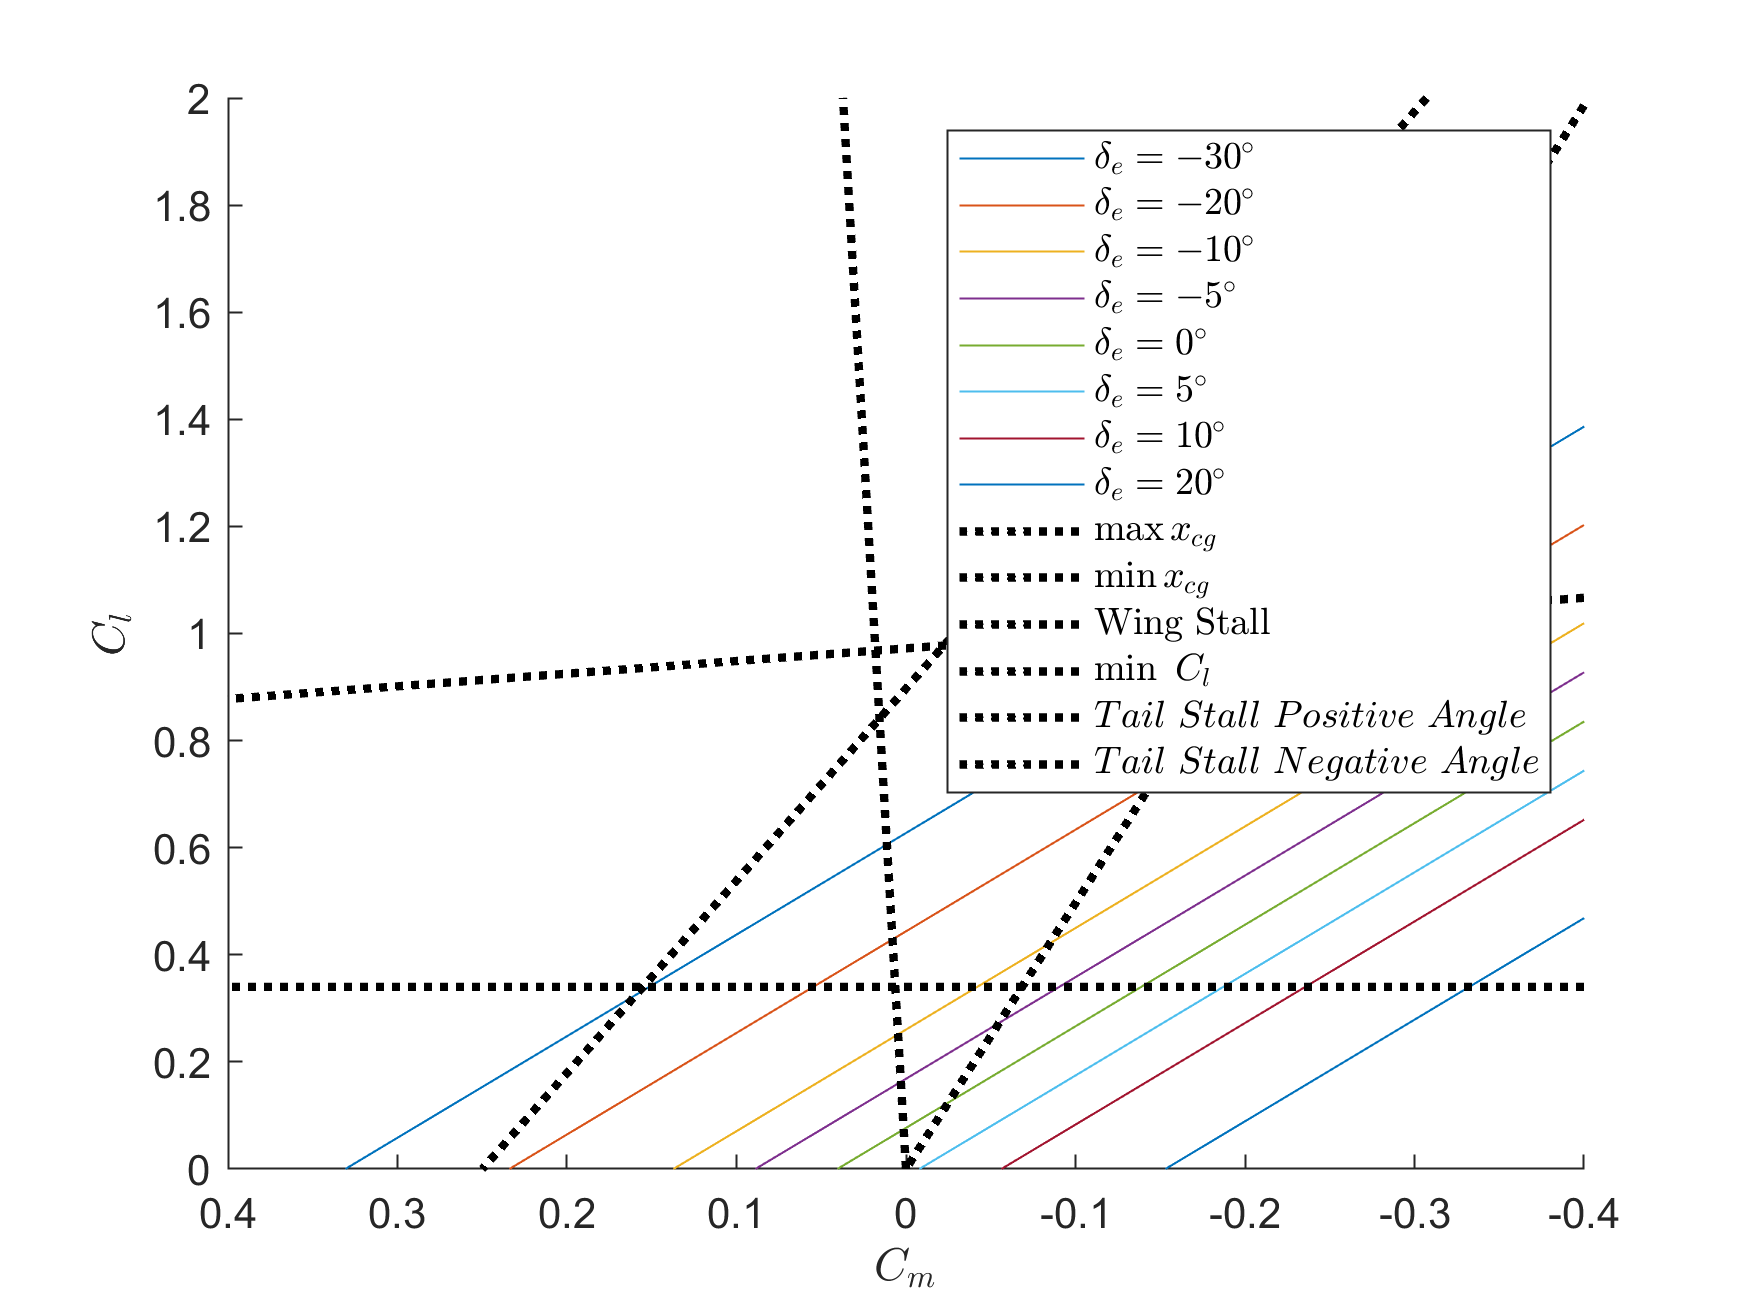 2
1.8
1.6
1.4
1.2
1
0.8
0.6
0.4
0.2
0
C_l
0.4 0.3 0.2 0.1 0 -0.1 -0.2 -0.3 -0.4
C_m
δ_e = −30°
δ_e = −20°
δ_e = −10°
δ_e = −5°
δ_e = 0°
δ_e = 5°
δ_e = 10°
δ_e = 20°
max x_cg
min x_cg
Wing Stall
min C_l
Tail Stall Positive Angle
Tail Stall Negative Angle